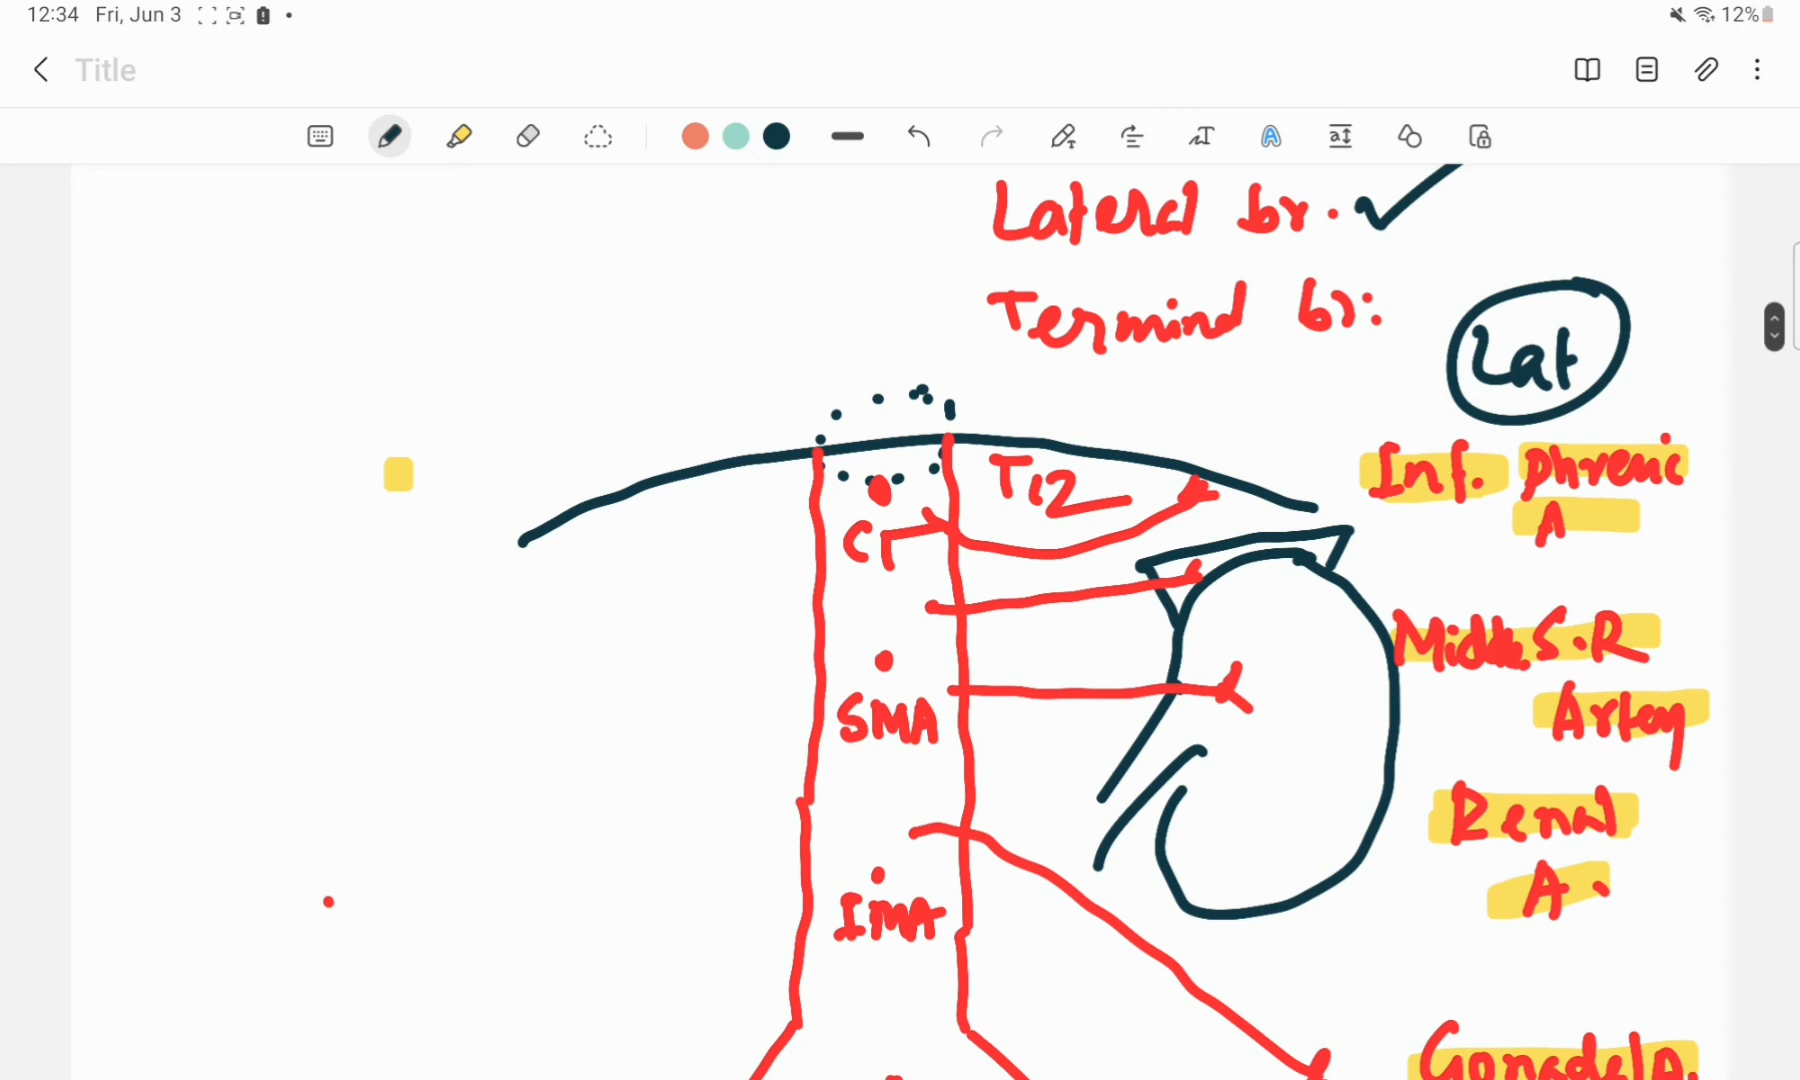 12:34 Fri, Jun 3 12%
Title
Lateral br.
Terminal br:
Lat
T12
Inf. phrenic
A
CT
Middle S.R
Artery
SMA
Renal
A.
IMA
Gonadal A.